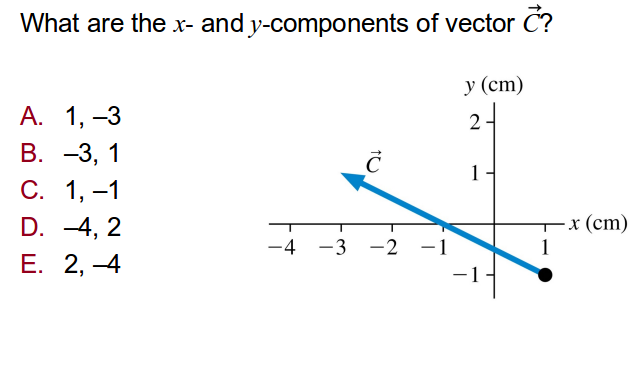 What are the x- and y-components of vector C⃗?
A. 1, –3
B. –3, 1
C. 1, –1
D. –4, 2
E. 2, –4
y (cm)
2
C⃗
1
x (cm)
−4 −3 −2 −1 1
−1